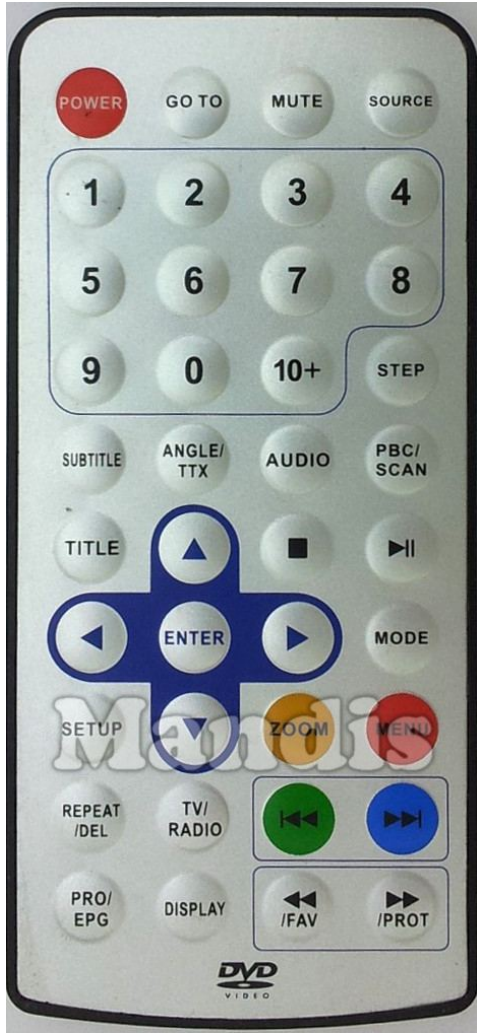 POWER GO TO MUTE SOURCE
1 2 3 4
5 6 7 8
9 0 10+ STEP
SUBTITLE ANGLE/ AUDIO PBC/
TTX SCAN
TITLE
ENTER MODE
SETUP ZOOM MENU
Mandis
REPEAT TV/
/DEL RADIO
PRO/ DISPLAY /FAV /PROT
EPG
DVD
VIDEO